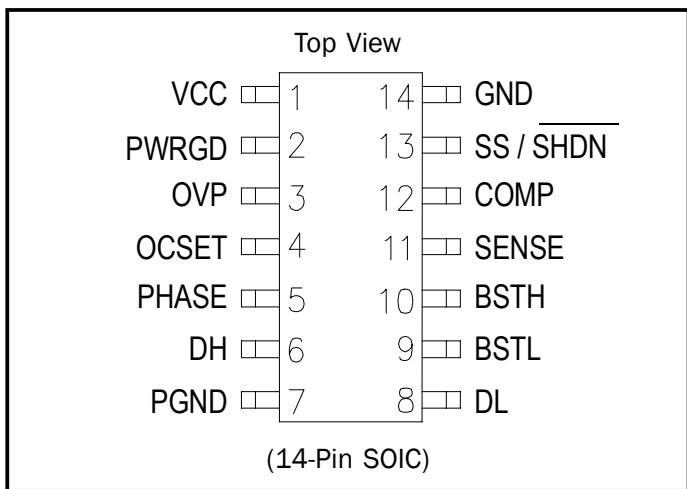 Top View
VCC 1 14 GND
PWRGD 2 13 SS / SHDN
OVP 3 12 COMP
OCSET 4 11 SENSE
PHASE 5 10 BSTH
DH 6 9 BSTL
PGND 7 8 DL
(14-Pin SOIC)